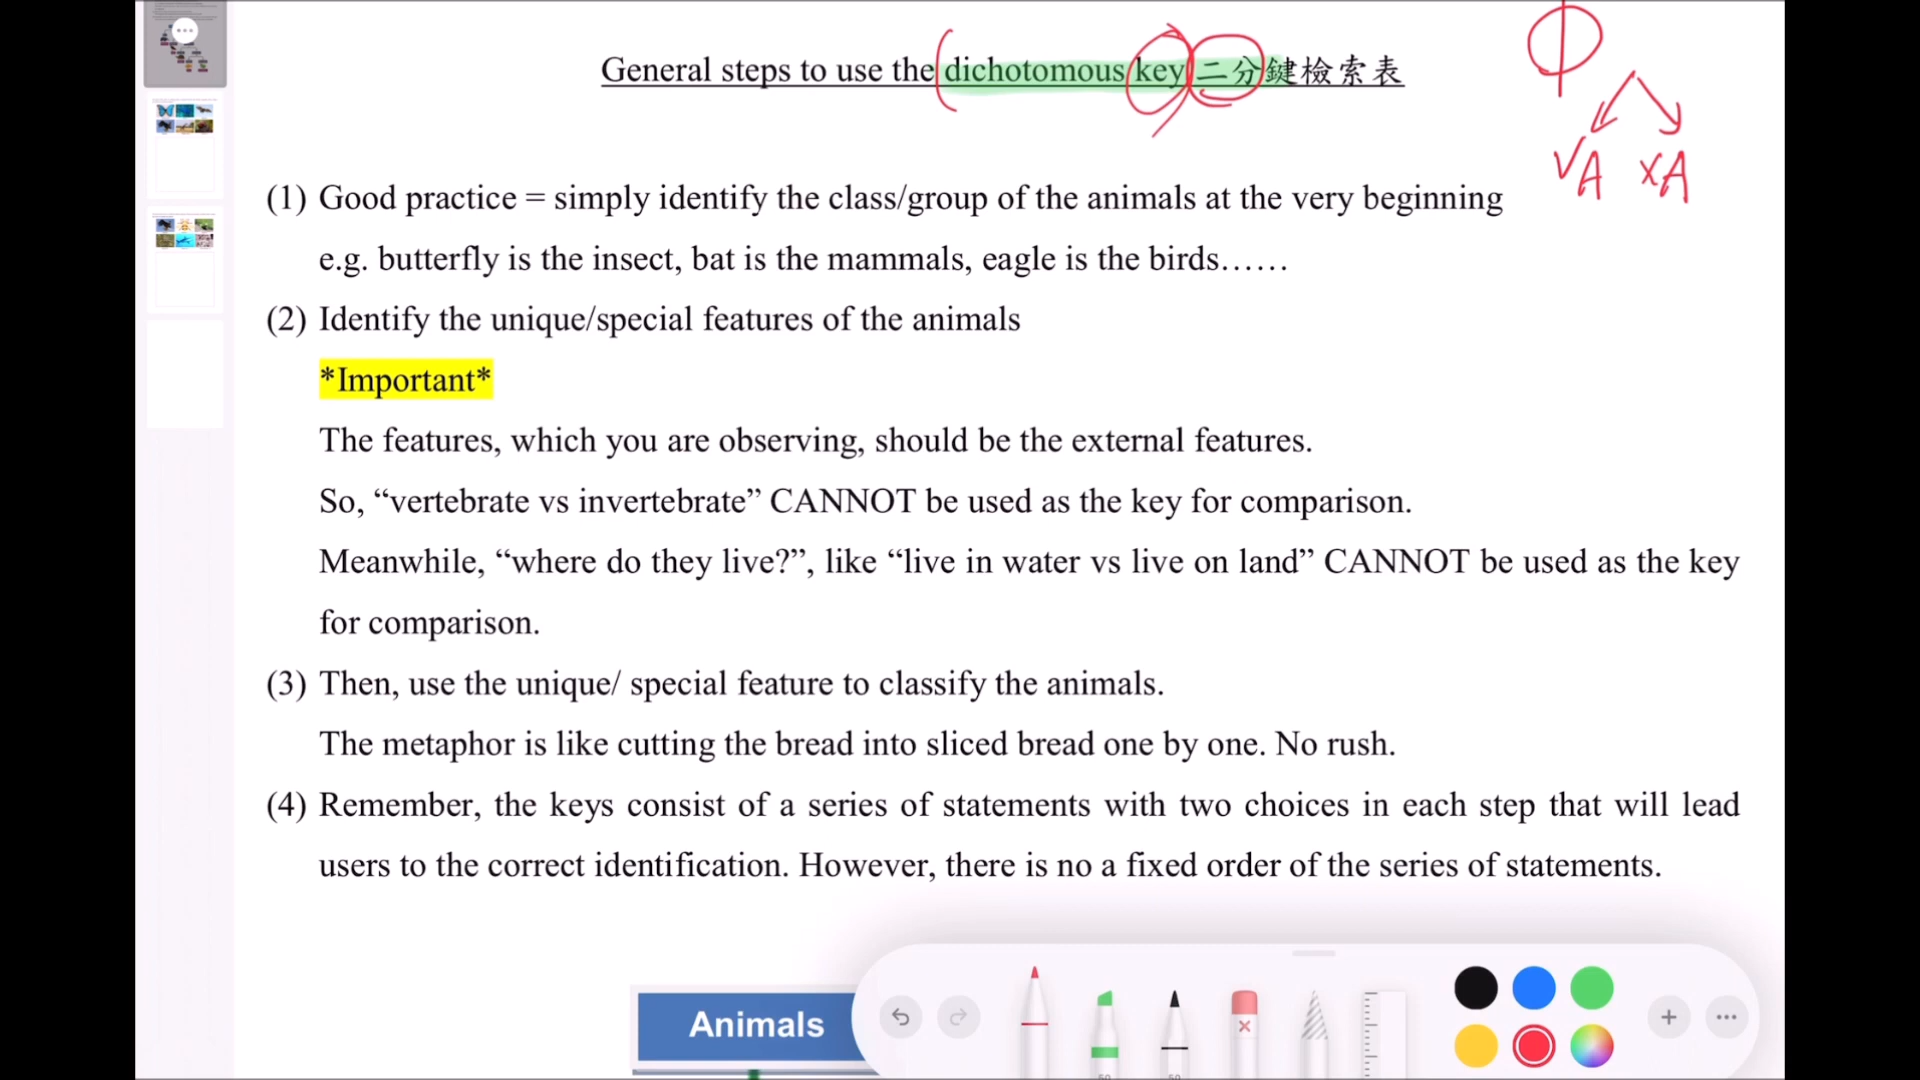 General steps to use the dichotomous key 二分鍵檢索表
√A XA
(1) Good practice = simply identify the class/group of the animals at the very beginning
e.g. butterfly is the insect, bat is the mammals, eagle is the birds……
(2) Identify the unique/special features of the animals
*Important*
The features, which you are observing, should be the external features.
So, “vertebrate vs invertebrate” CANNOT be used as the key for comparison.
Meanwhile, “where do they live?”, like “live in water vs live on land” CANNOT be used as the key
for comparison.
(3) Then, use the unique/ special feature to classify the animals.
The metaphor is like cutting the bread into sliced bread one by one. No rush.
(4) Remember, the keys consist of a series of statements with two choices in each step that will lead
users to the correct identification. However, there is no a fixed order of the series of statements.
Animals